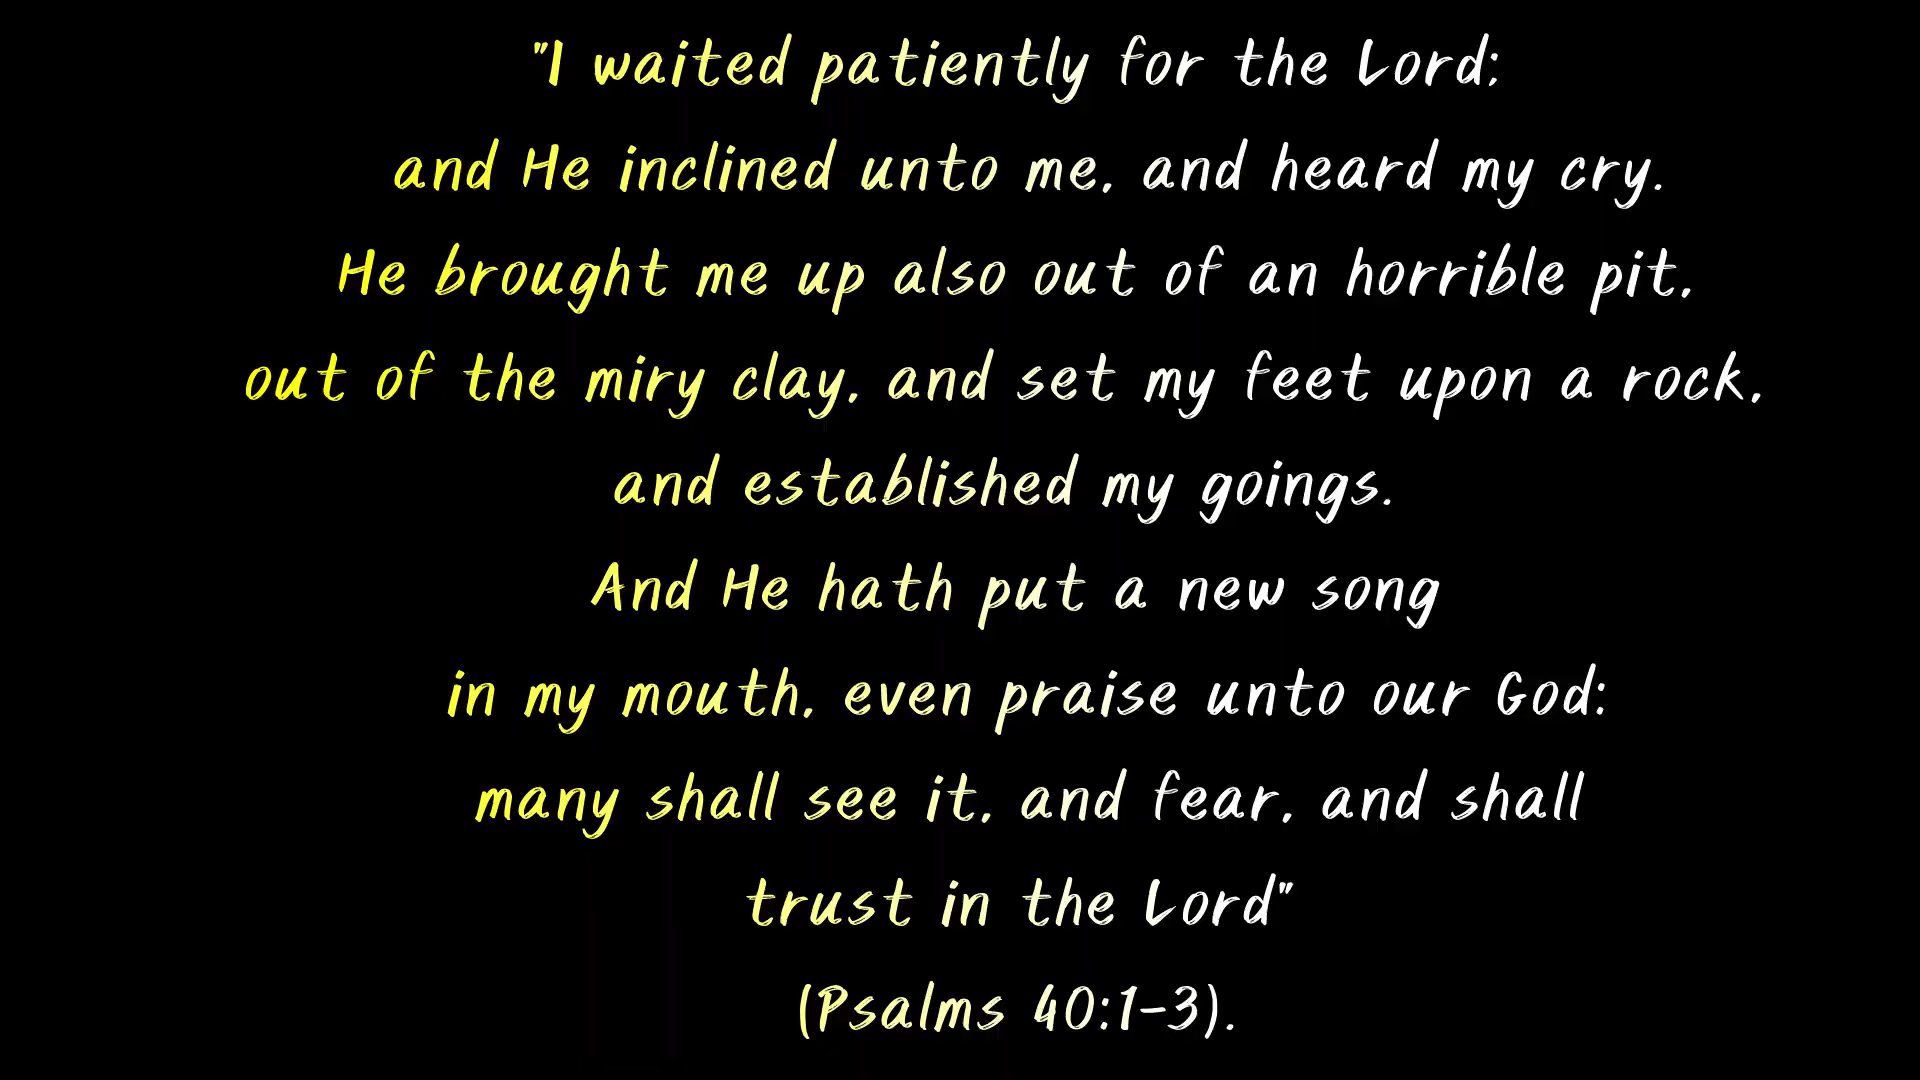 "I waited patiently for the Lord;
and He inclined unto me, and heard my cry.
He brought me up also out of an horrible pit,
out of the miry clay, and set my feet upon a rock,
and established my goings.
And He hath put a new song
in my mouth, even praise unto our God:
many shall see it, and fear, and shall
trust in the Lord"
(Psalms 40:1-3).